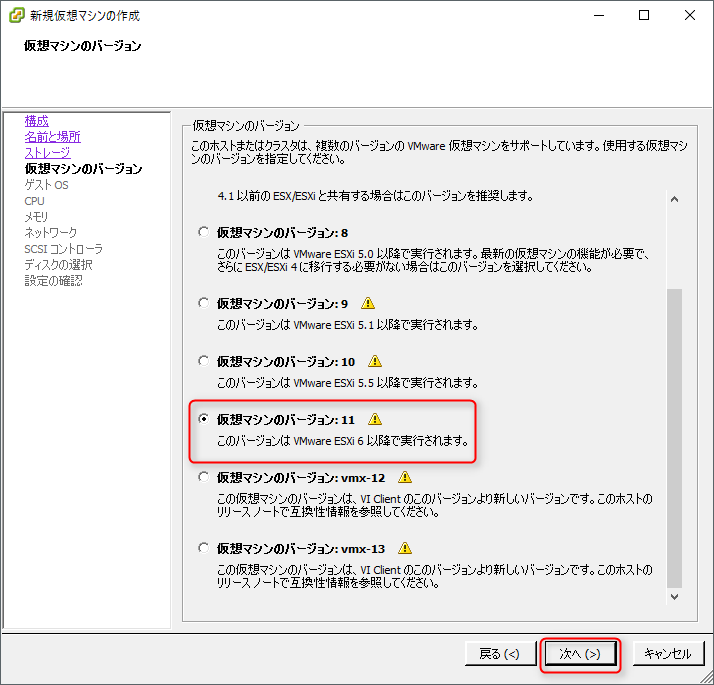 新規仮想マシンの作成
仮想マシンのバージョン
構成
名前と場所
ストレージ
仮想マシンのバージョン
ゲスト OS
CPU
メモリ
ネットワーク
SCSI コントローラ
ディスクの選択
設定の確認
仮想マシンのバージョン
このホストまたはクラスタは、複数のバージョンの VMware 仮想マシンをサポートしています。使用する仮想マシ
ンのバージョンを指定してください。
4.1 以前の ESX/ESXi と共有する場合はこのバージョンを推奨します。
仮想マシンのバージョン: 8
このバージョンは VMware ESXi 5.0 以降で実行されます。最新の仮想マシンの機能が必要で、
さらに ESX/ESXi 4 に移行する必要がない場合はこのバージョンを選択してください。
仮想マシンのバージョン: 9
このバージョンは VMware ESXi 5.1 以降で実行されます。
仮想マシンのバージョン: 10
このバージョンは VMware ESXi 5.5 以降で実行されます。
仮想マシンのバージョン: 11
このバージョンは VMware ESXi 6 以降で実行されます。
仮想マシンのバージョン: vmx-12
この仮想マシンのバージョンは、VI Client のこのバージョンより新しいバージョンです。このホストの
リリース ノートで互換性情報を参照してください。
仮想マシンのバージョン: vmx-13
この仮想マシンのバージョンは、VI Client のこのバージョンより新しいバージョンです。このホストの
リリース ノートで互換性情報を参照してください。
戻る (<) 次へ (>) キャンセル